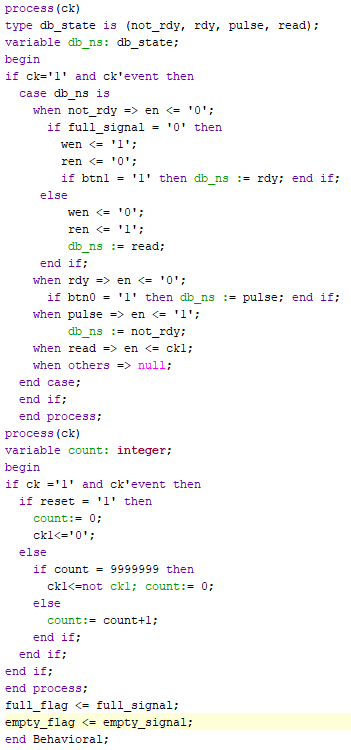 process(ck)
type db_state is (not_rdy, rdy, pulse, read);
variable db_ns: db_state;
begin
if ck='1' and ck'event then
case db_ns is
when not_rdy => en <= '0';
if full_signal = '0' then
wen <= '1';
ren <= '0';
if btn1 = '1' then db_ns := rdy; end if;
else
wen <= '0';
ren <= '1';
db_ns := read;
end if;
when rdy => en <= '0';
if btn0 = '1' then db_ns := pulse; end if;
when pulse => en <= '1';
db_ns := not_rdy;
when read => en <= ck1;
when others => null;
end case;
end if;
end process;
process(ck)
variable count: integer;
begin
if ck ='1' and ck'event then
if reset = '1' then
count:= 0;
ck1<='0';
else
if count = 9999999 then
ck1<=not ck1; count:= 0;
else
count:= count+1;
end if;
end if;
end if;
end process;
full_flag <= full_signal;
empty_flag <= empty_signal;
end Behavioral;